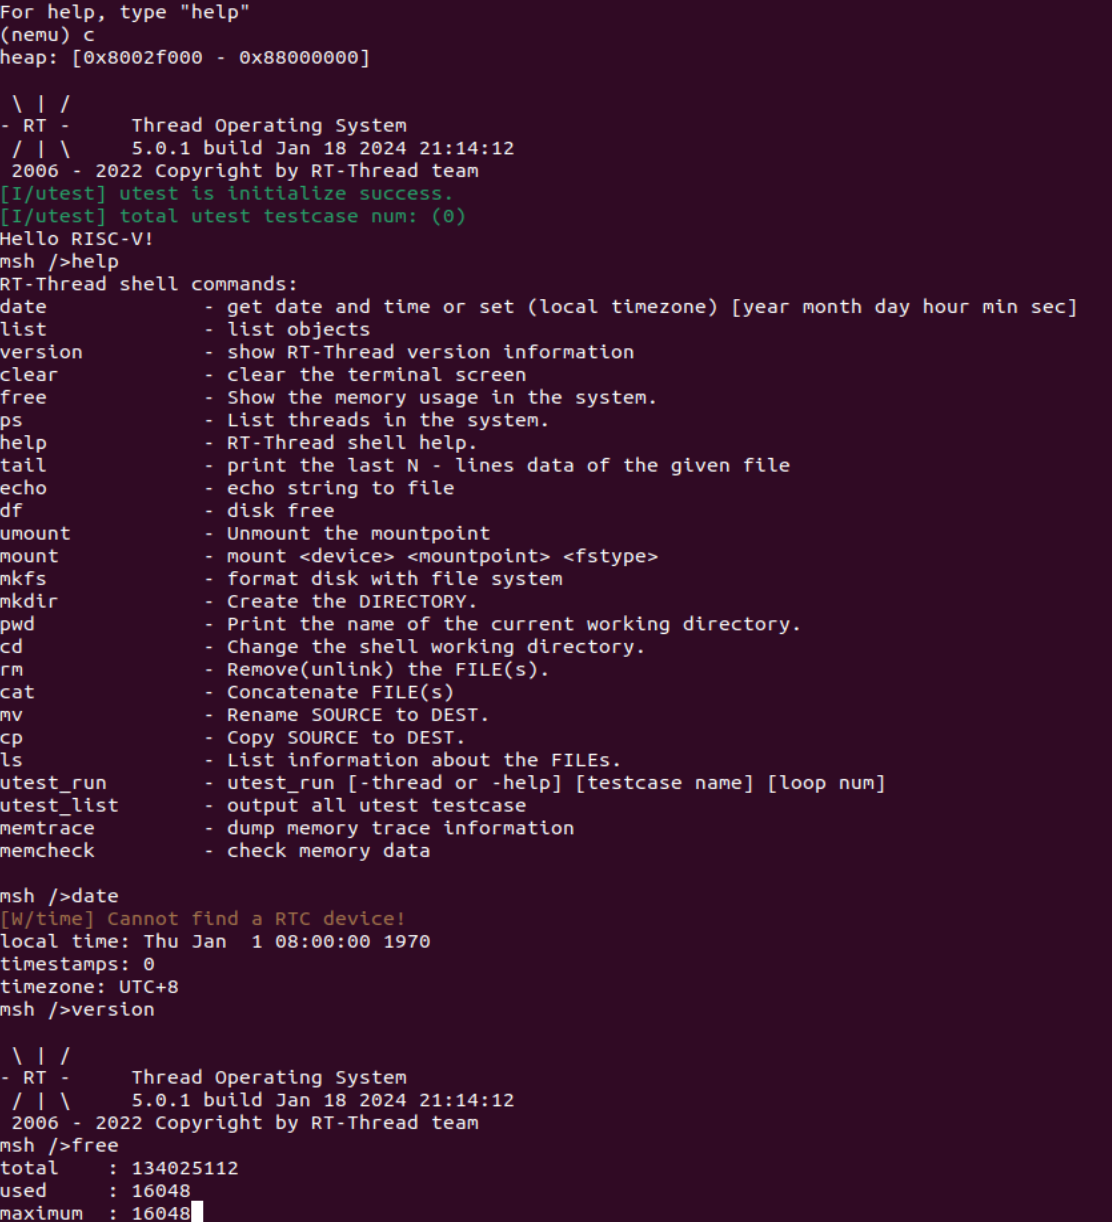 For help, type "help"
(nemu) c
heap: [0x8002f000 - 0x88000000]

 \ | /
- RT -     Thread Operating System
 / | \     5.0.1 build Jan 18 2024 21:14:12
 2006 - 2022 Copyright by RT-Thread team
[I/utest] utest is initialize success.
[I/utest] total utest testcase num: (0)
Hello RISC-V!
msh />help
RT-Thread shell commands:
date             - get date and time or set (local timezone) [year month day hour min sec]
list             - list objects
version          - show RT-Thread version information
clear            - clear the terminal screen
free             - Show the memory usage in the system.
ps               - List threads in the system.
help             - RT-Thread shell help.
tail             - print the last N - lines data of the given file
echo             - echo string to file
df               - disk free
umount           - Unmount the mountpoint
mount            - mount <device> <mountpoint> <fstype>
mkfs             - format disk with file system
mkdir            - Create the DIRECTORY.
pwd              - Print the name of the current working directory.
cd               - Change the shell working directory.
rm               - Remove(unlink) the FILE(s).
cat              - Concatenate FILE(s)
mv               - Rename SOURCE to DEST.
cp               - Copy SOURCE to DEST.
ls               - List information about the FILEs.
utest_run        - utest_run [-thread or -help] [testcase name] [loop num]
utest_list       - output all utest testcase
memtrace         - dump memory trace information
memcheck         - check memory data

msh />date
[W/time] Cannot find a RTC device!
local time: Thu Jan  1 08:00:00 1970
timestamps: 0
timezone: UTC+8
msh />version

 \ | /
- RT -     Thread Operating System
 / | \     5.0.1 build Jan 18 2024 21:14:12
 2006 - 2022 Copyright by RT-Thread team
msh />free
total    : 134025112
used     : 16048
maximum  : 16048